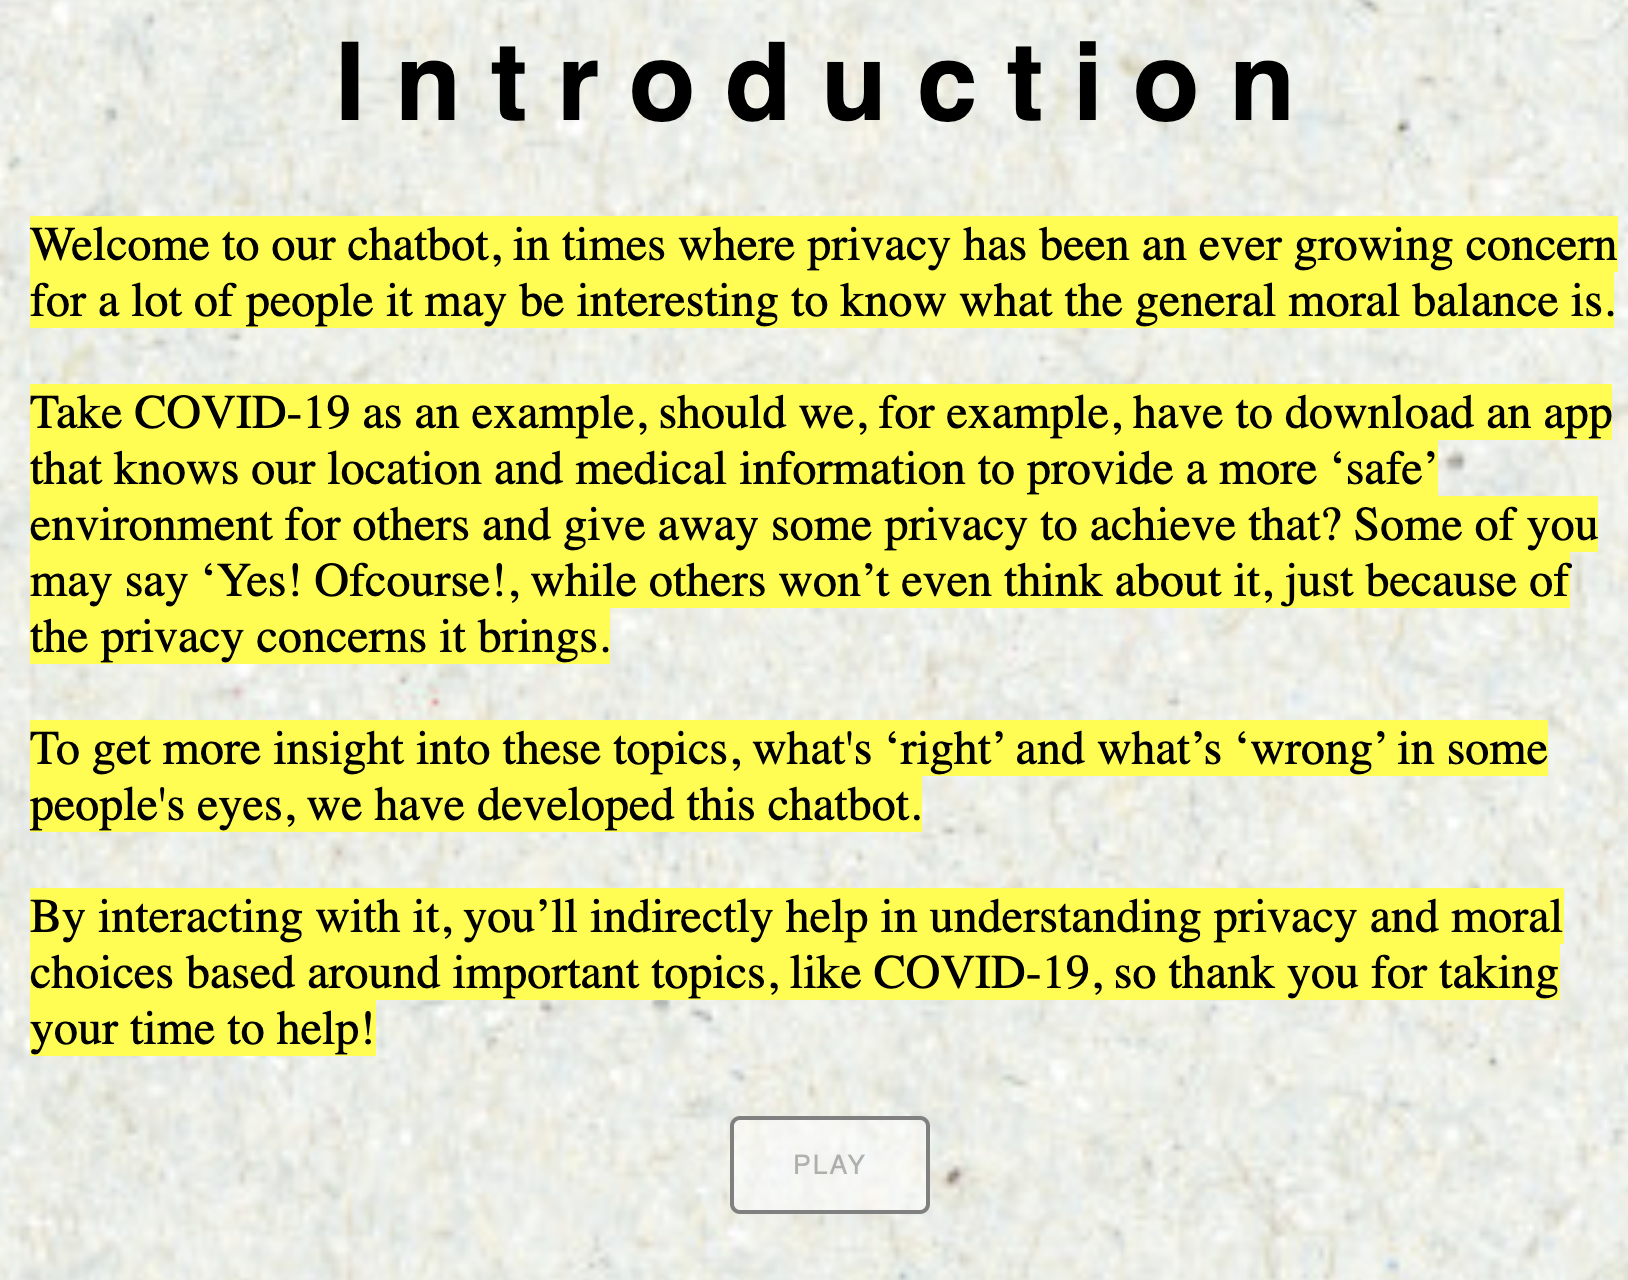 Introduction
Welcome to our chatbot, in times where privacy has been an ever growing concern
for a lot of people it may be interesting to know what the general moral balance is.
Take COVID-19 as an example, should we, for example, have to download an app
that knows our location and medical information to provide a more ‘safe’
environment for others and give away some privacy to achieve that? Some of you
may say ‘Yes! Ofcourse!, while others won’t even think about it, just because of
the privacy concerns it brings.
To get more insight into these topics, what's ‘right’ and what’s ‘wrong’ in some
people's eyes, we have developed this chatbot.
By interacting with it, you’ll indirectly help in understanding privacy and moral
choices based around important topics, like COVID-19, so thank you for taking
your time to help!
PLAY